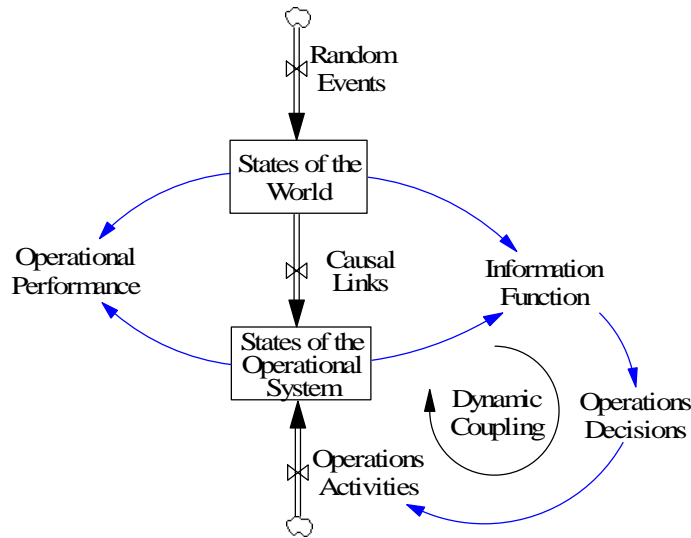 Random
Events
States of the
World
Operational
Performance
Causal
Links
Information
Function
States of the
Operational
System
Dynamic
Coupling
Operations
Decisions
Operations
Activities